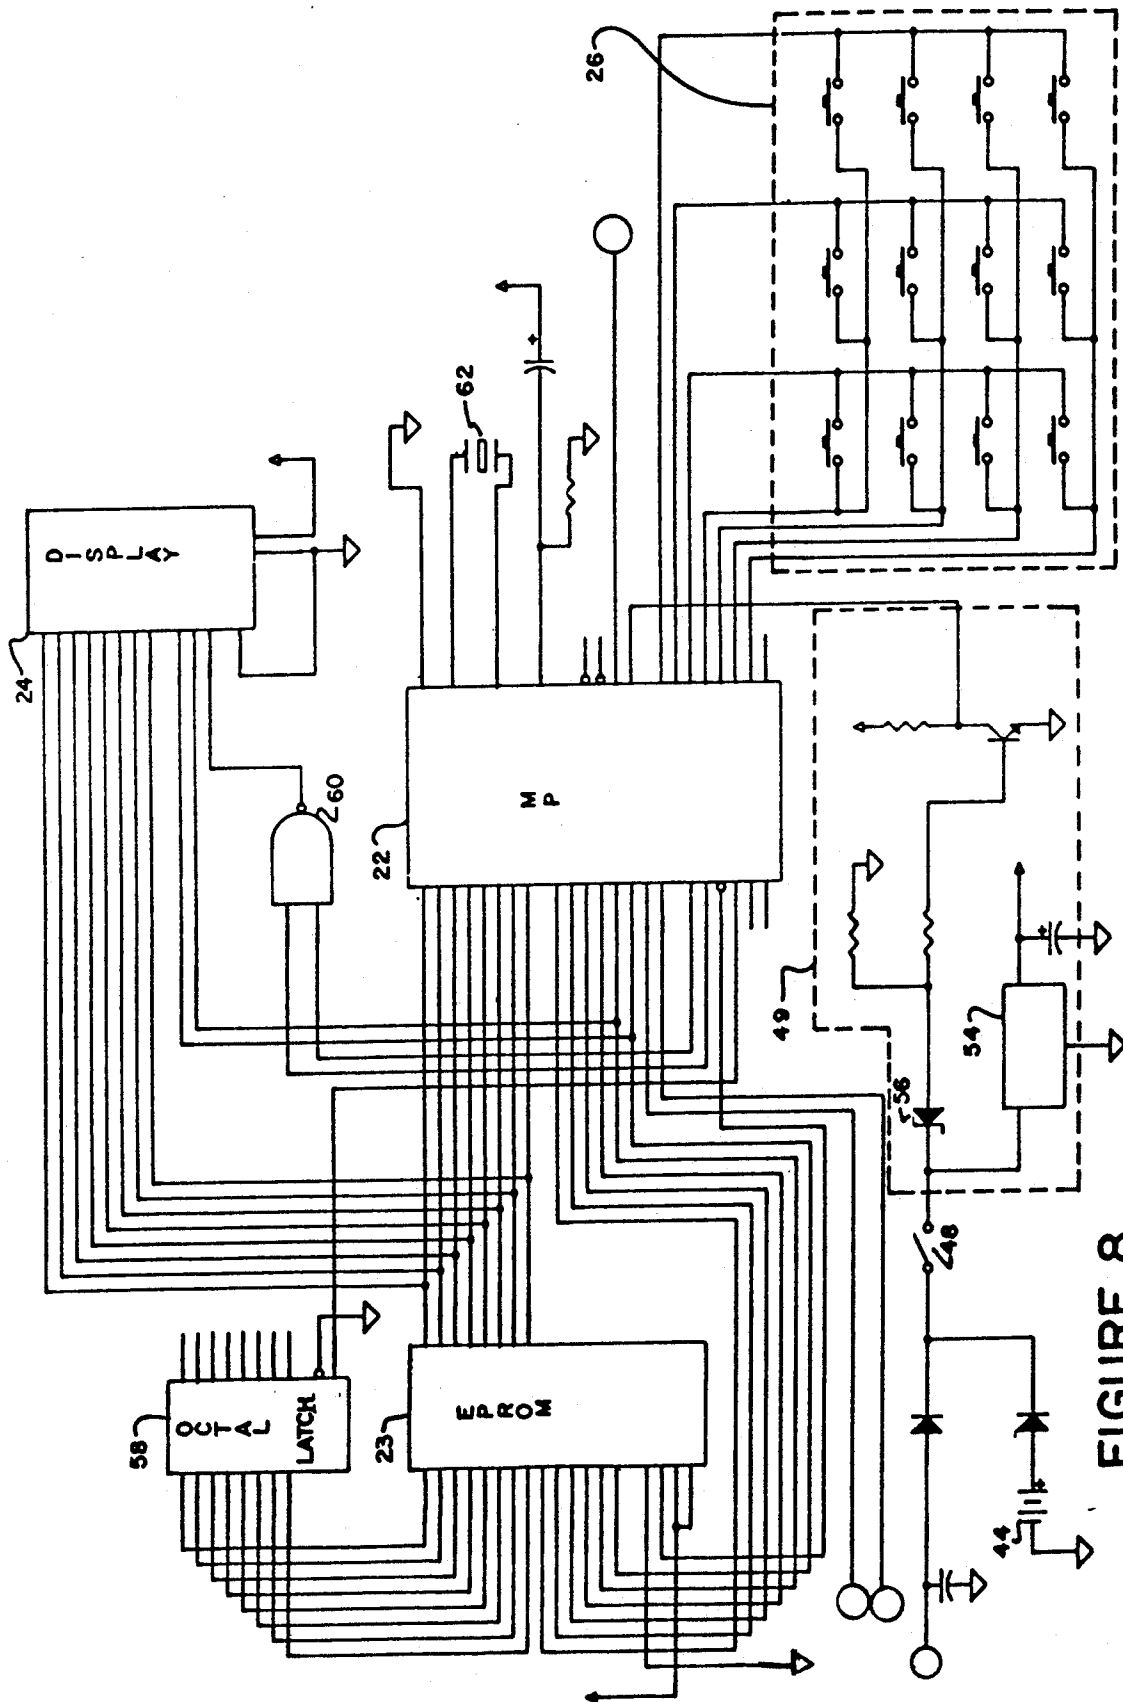 26
62
24
DISPLAY
60
22
MP
49
54
56
48
58
OCTAL
LATCH
23
EPROM
44
FIGURE 8
+
+
+